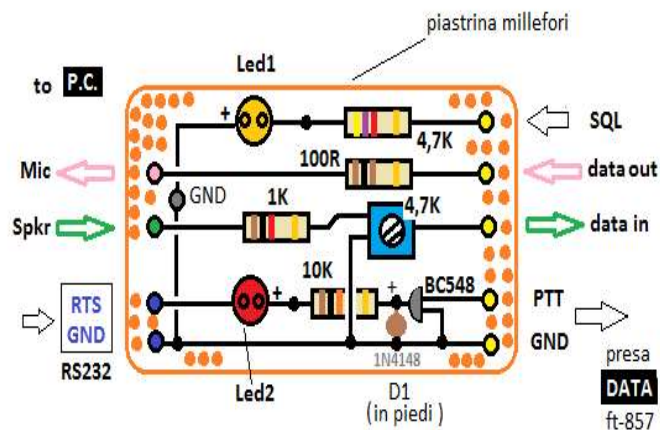 piastrina millefori
Led1
to P.C.
+
4,7K
SQL
Mic
100R
data out
GND
1K
4,7K
Spkr
data in
10K
+
+
BC548
RTS
GND
PTT
GND
RS232
Led2
1N4148
D1
(in piedi)
presa
DATA
ft-857